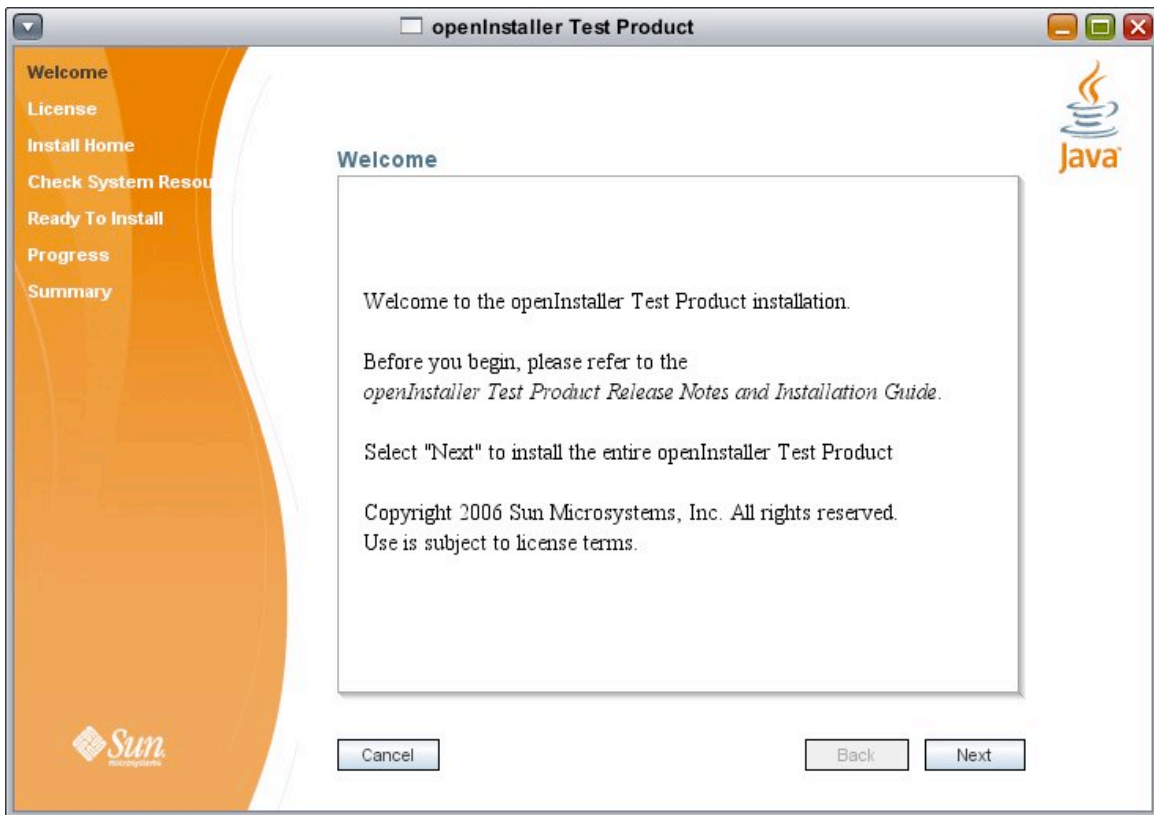 openInstaller Test Product
Welcome
License
Install Home
Check System Resou
Ready To Install
Progress
Summary
Java
Welcome
Welcome to the openInstaller Test Product installation.
Before you begin, please refer to the
openInstaller Test Product Release Notes and Installation Guide.
Select "Next" to install the entire openInstaller Test Product
Copyright 2006 Sun Microsystems, Inc. All rights reserved.
Use is subject to license terms.
Sun
microsystems
Cancel
Back
Next